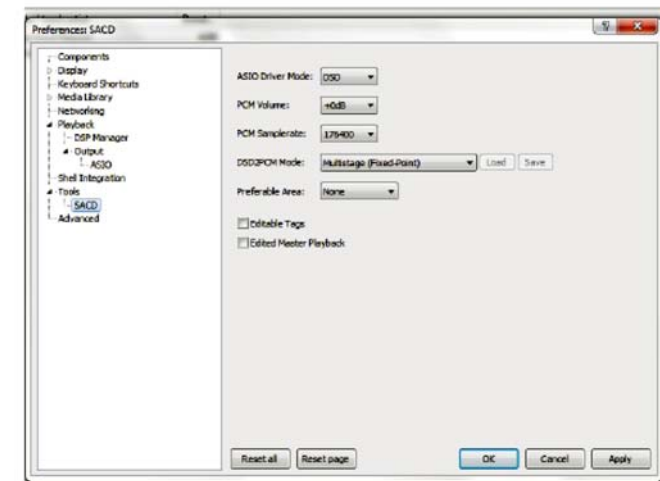 Preferences: SACD
Components
Display
Keyboard Shortcuts
Media Library
Networking
Playback
DSP Manager
Output
ASIO
Shell Integration
Tools
SACD
Advanced
ASIO Driver Mode: DSD
PCM Volume: +0dB
PCM Samplerate: 176400
DSD2PCM Mode: Multistage (Fixed-Point) Load Save
Preferable Area: None
Editable Tags
Edited Master Playback
Reset all Reset page OK Cancel Apply